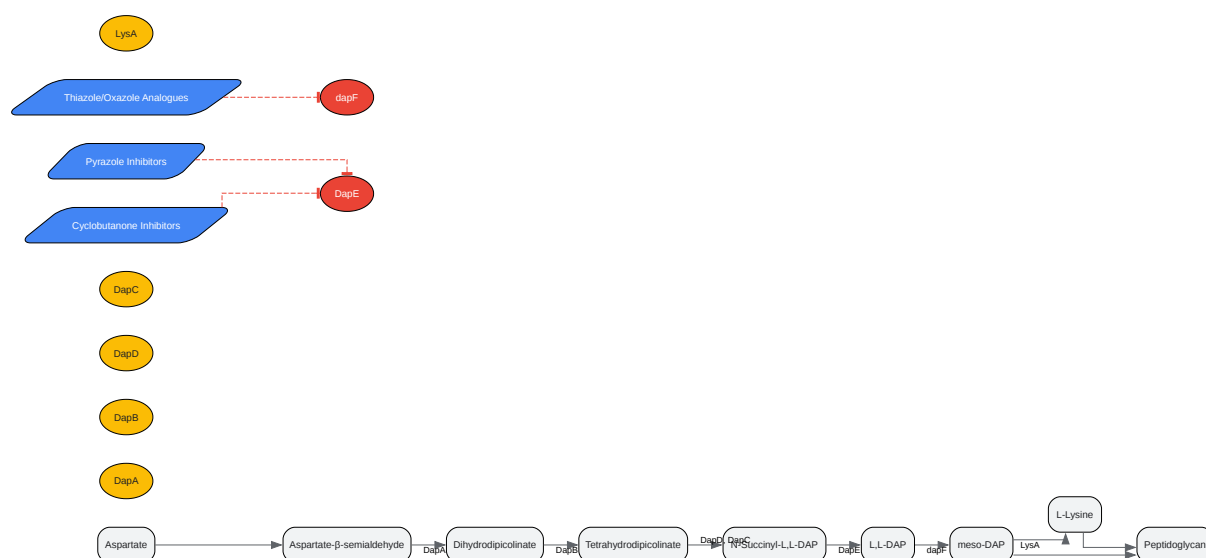 LysA
Thiazole/Oxazole Analogues
dapF
Pyrazole Inhibitors
DapE
Cyclobutanone Inhibitors
DapC
DapD
DapB
DapA
L-Lysine
Aspartate
Aspartate-β-semialdehyde
DapA
Dihydrodipicolinate
DapB
Tetrahydrodipicolinate
DapD, DapC
N-Succinyl-L,L-DAP
DapE
L,L-DAP
dapF
meso-DAP
LysA
Peptidoglycan